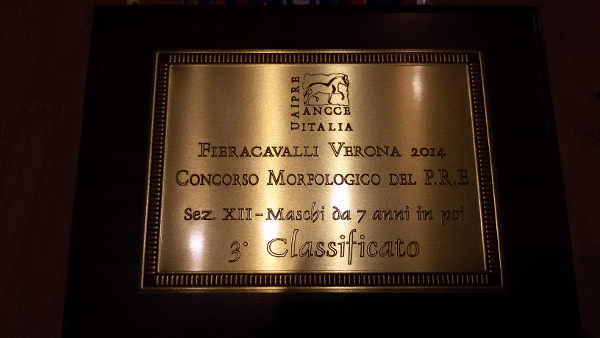 UAIPRE
ANCCE
ITALIA
Fieracavalli Verona 2014
Concorso Morfologico del P.R.E.
Sez. XII - Maschi da 7 anni in poi
3° Classificato